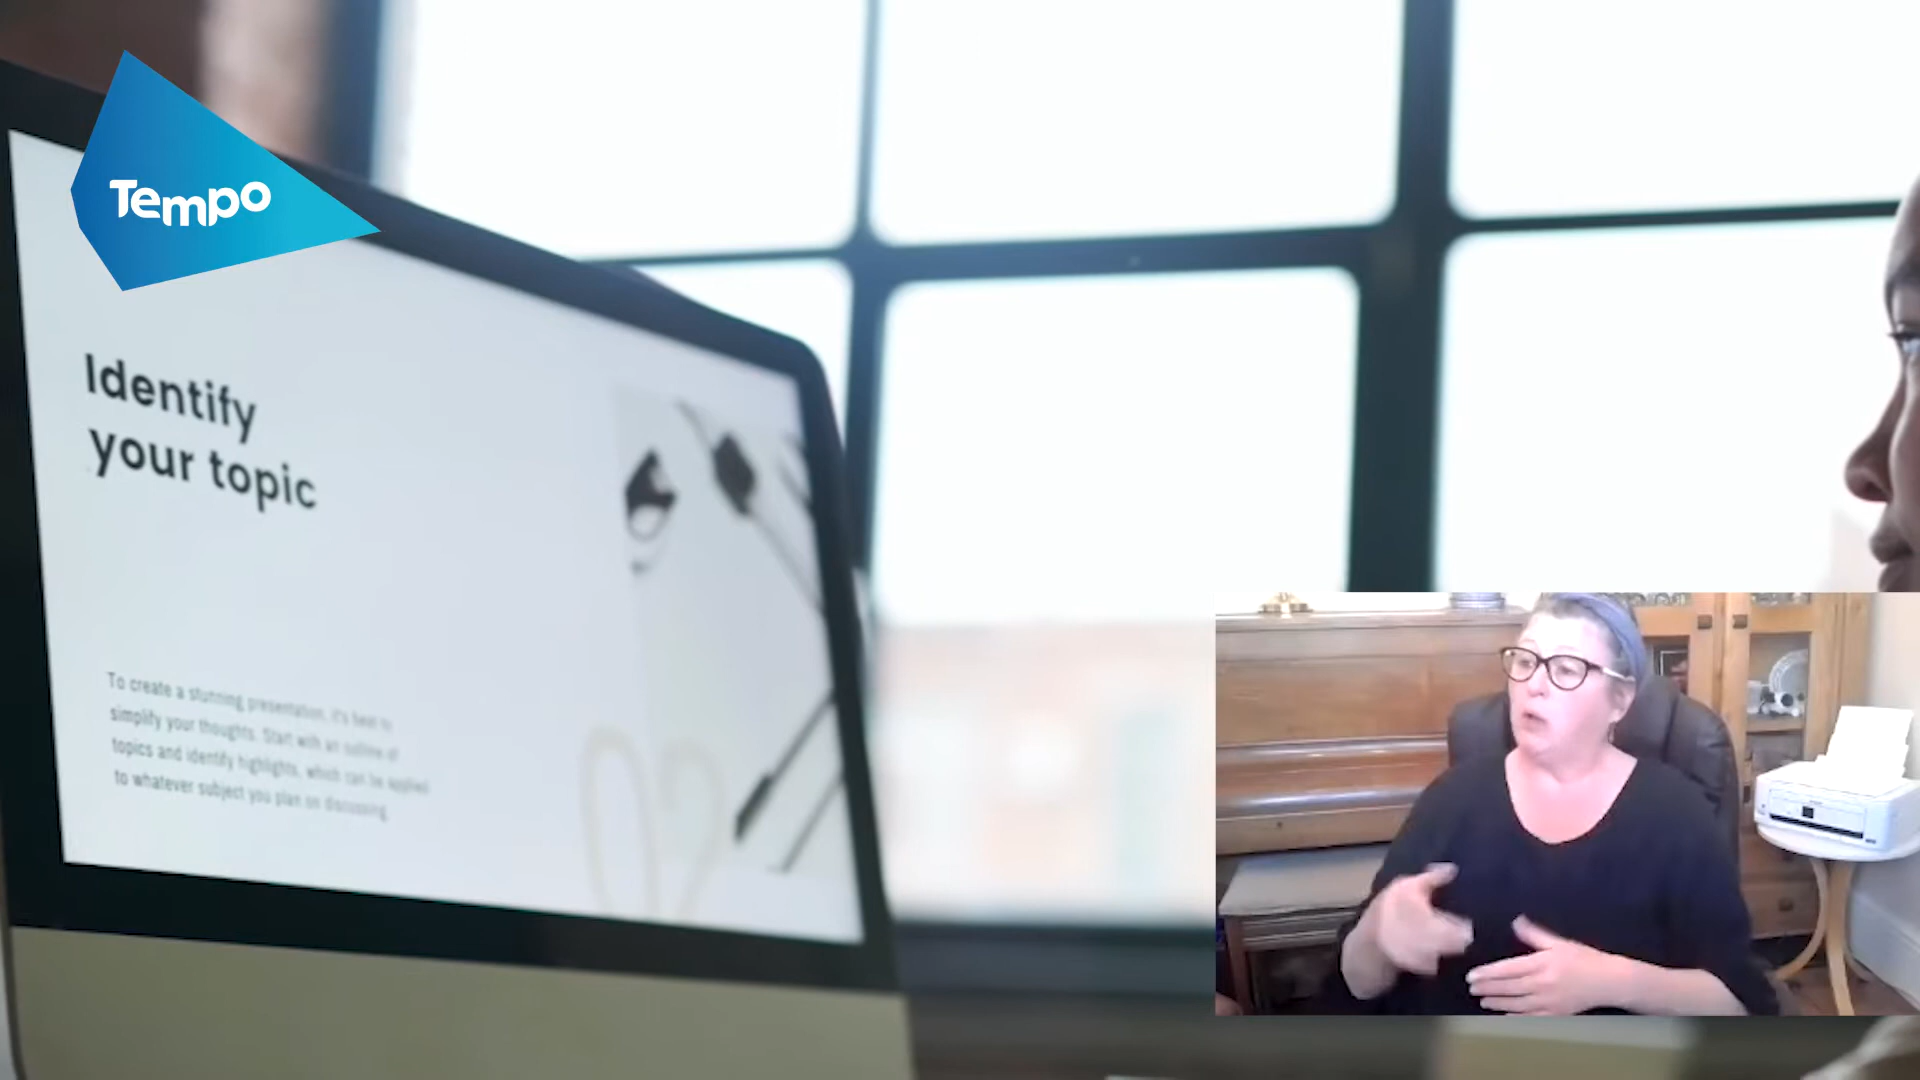 Tempo
Identify
your topic
To create a stunning presentation, it's best to
simplify your thoughts. Start with an outline of
topics and identify highlights, which can be applied
to whatever subject you plan on discussing.
02